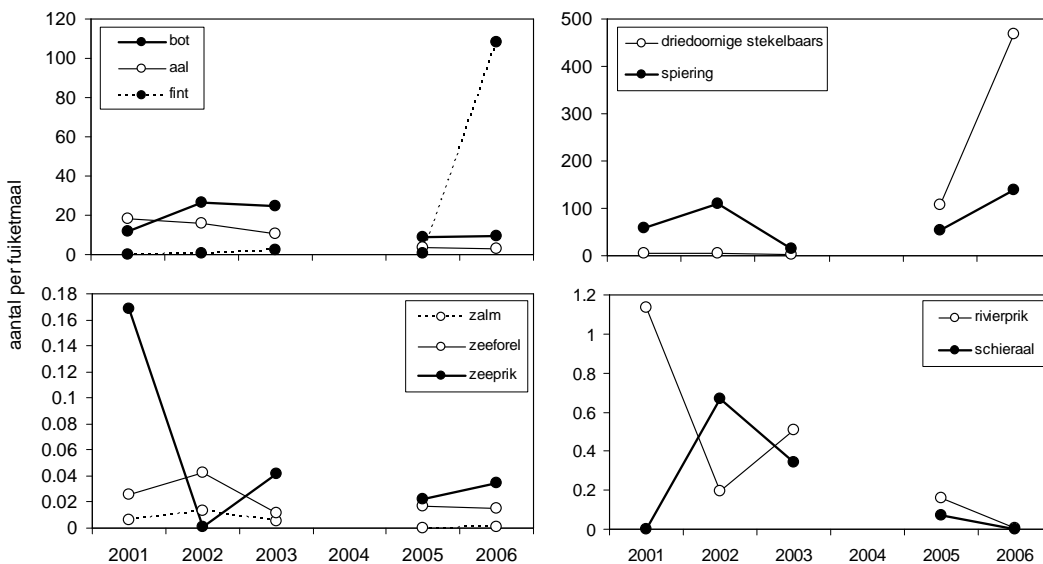 aantal per fuiketmaal
120
100
80
60
40
20
0
bot
aal
fint
500
400
300
200
100
0
driedoornige stekelbaars
spiering
0.18
0.16
0.14
0.12
0.1
0.08
0.06
0.04
0.02
0
zalm
zeeforel
zeeprik
2001 2002 2003 2004 2005 2006
1.2
1
0.8
0.6
0.4
0.2
0
rivierprik
schieraal
2001 2002 2003 2004 2005 2006